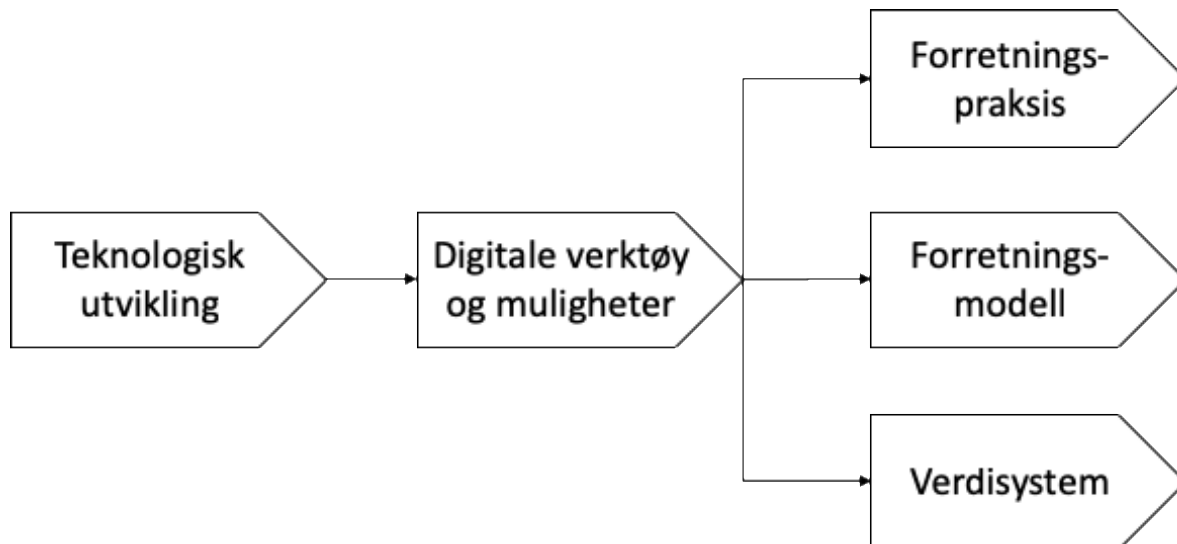 Forretnings-
praksis
Teknologisk
utvikling
Digitale verktøy
og muligheter
Forretnings-
modell
Verdisystem